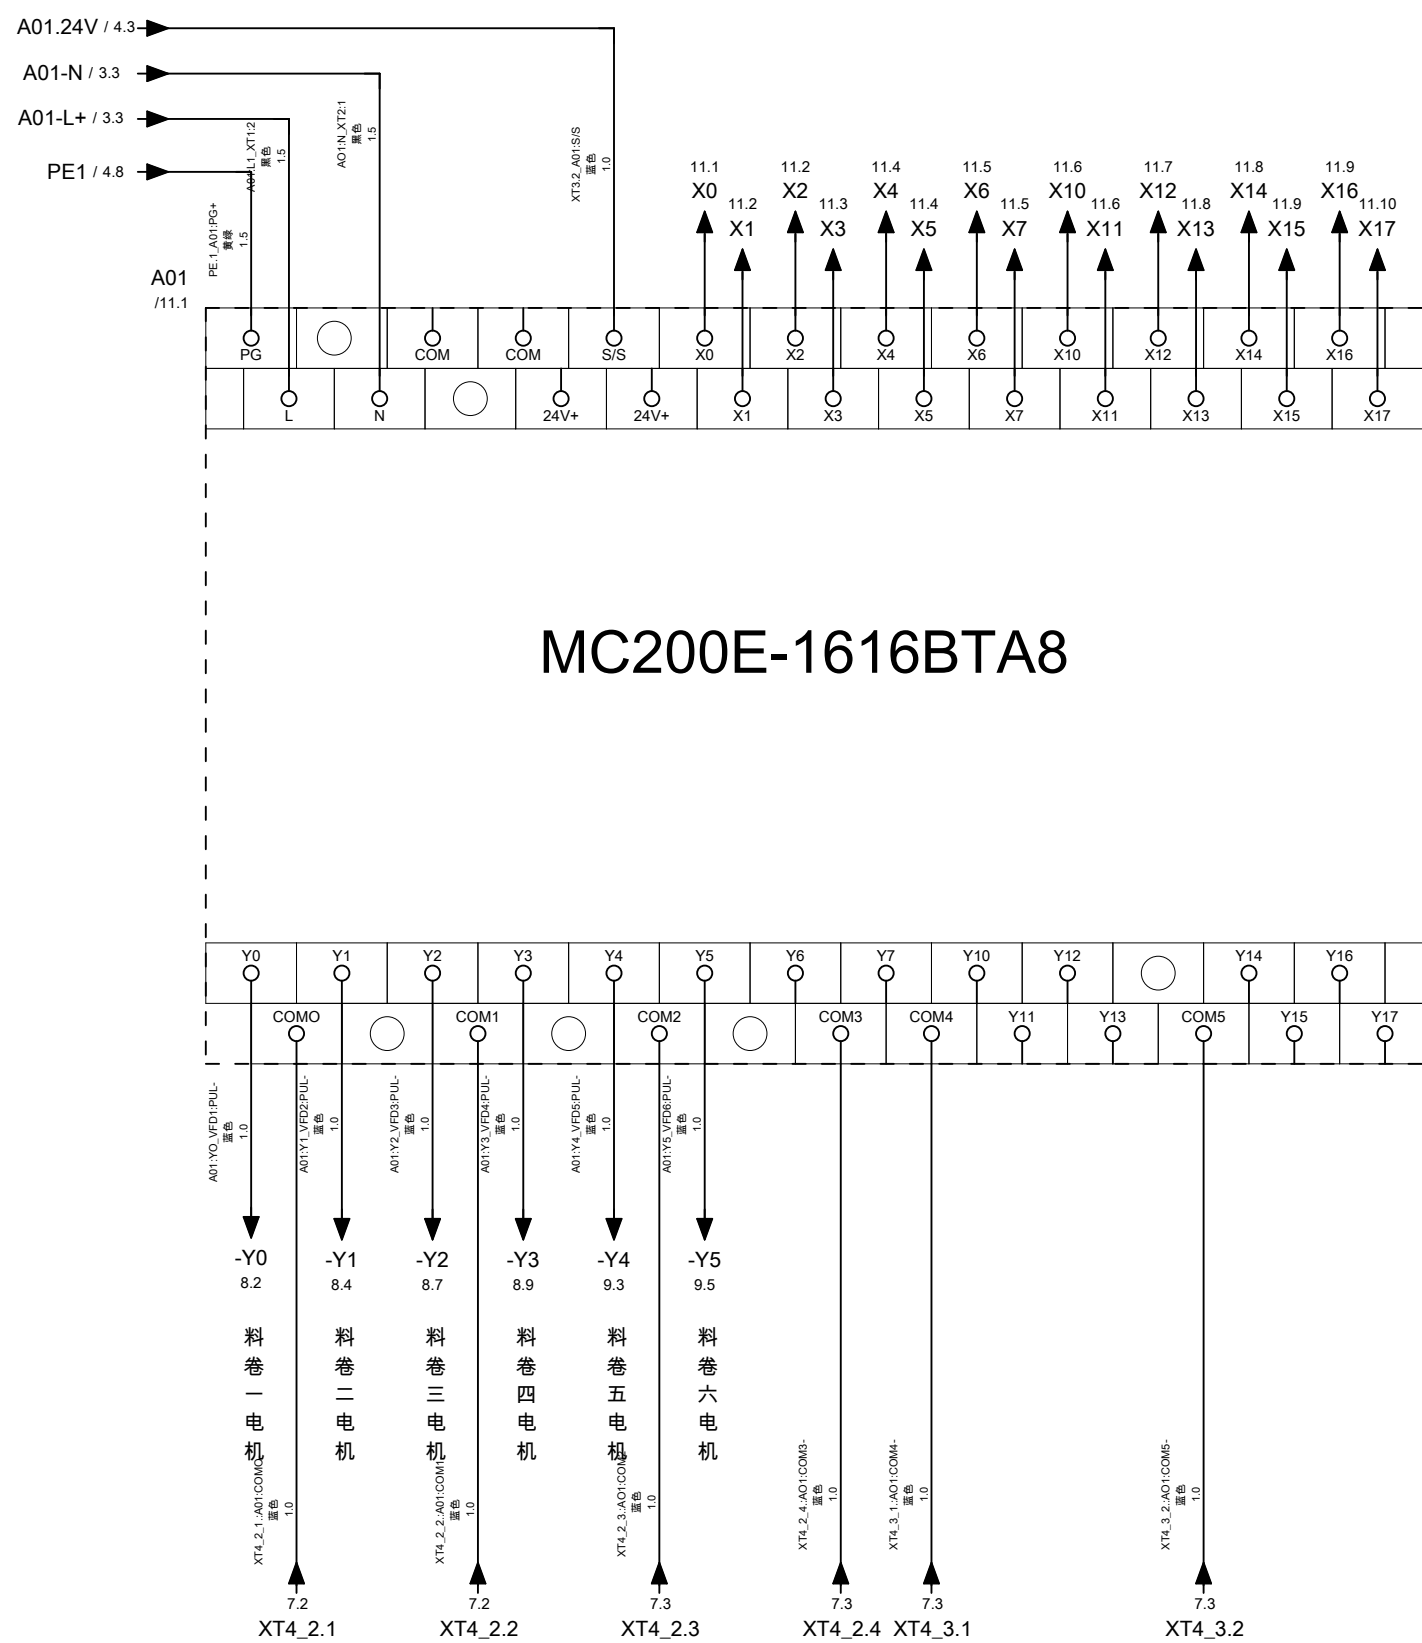 A01.24V / 4.3
A01-N / 3.3
A01-L+ / 3.3
PE1 / 4.8
PE.1_A01:PG+
黄绿
1.5
A01:L1_XT1:2
黑色
1.5
AO1:N_XT2:1
黑色
1.5
XT3.2_A01:S/S
蓝色
1.0
11.1 11.2 11.4 11.5 11.6 11.7 11.8 11.9
X0 X2 X4 X6 X10 X12 X14 X16
11.2 11.3 11.4 11.5 11.6 11.8 11.9 11.10
X1 X3 X5 X7 X11 X13 X15 X17
A01
/11.1
PG COM COM S/S X0 X2 X4 X6 X10 X12 X14 X16
L N 24V+ 24V+ X1 X3 X5 X7 X11 X13 X15 X17
MC200E-1616BTA8
Y0 Y1 Y2 Y3 Y4 Y5 Y6 Y7 Y10 Y12 Y14 Y16
COMO COM1 COM2 COM3 COM4 Y11 Y13 COM5 Y15 Y17
A01:YO_VFD1:PUL-
蓝色
1.0
A01:Y1_VFD2:PUL-
蓝色
1.0
A01:Y2_VFD3:PUL-
蓝色
1.0
A01:Y3_VFD4:PUL-
蓝色
1.0
A01:Y4_VFD5:PUL-
蓝色
1.0
A01:Y5_VFD6:PUL-
蓝色
1.0
-Y0 -Y1 -Y2 -Y3 -Y4 -Y5
8.2 8.4 8.7 8.9 9.3 9.5
料卷一电机
料卷二电机
料卷三电机
料卷四电机
料卷五电机
料卷六电机
XT4_2_1.:A01:COMO
蓝色
1.0
XT4_2_2.:A01:COM1
蓝色
1.0
蓝色
1.0
XT4_2_4.:AO1:COM3-
蓝色
1.0
XT4_3_1.:AO1:COM4-
蓝色
1.0
XT4_3_2.:AO1:COM5-
蓝色
1.0
7.2 7.2 7.3 7.3 7.3 7.3
XT4_2.1 XT4_2.2 XT4_2.3 XT4_2.4 XT4_3.1 XT4_3.2